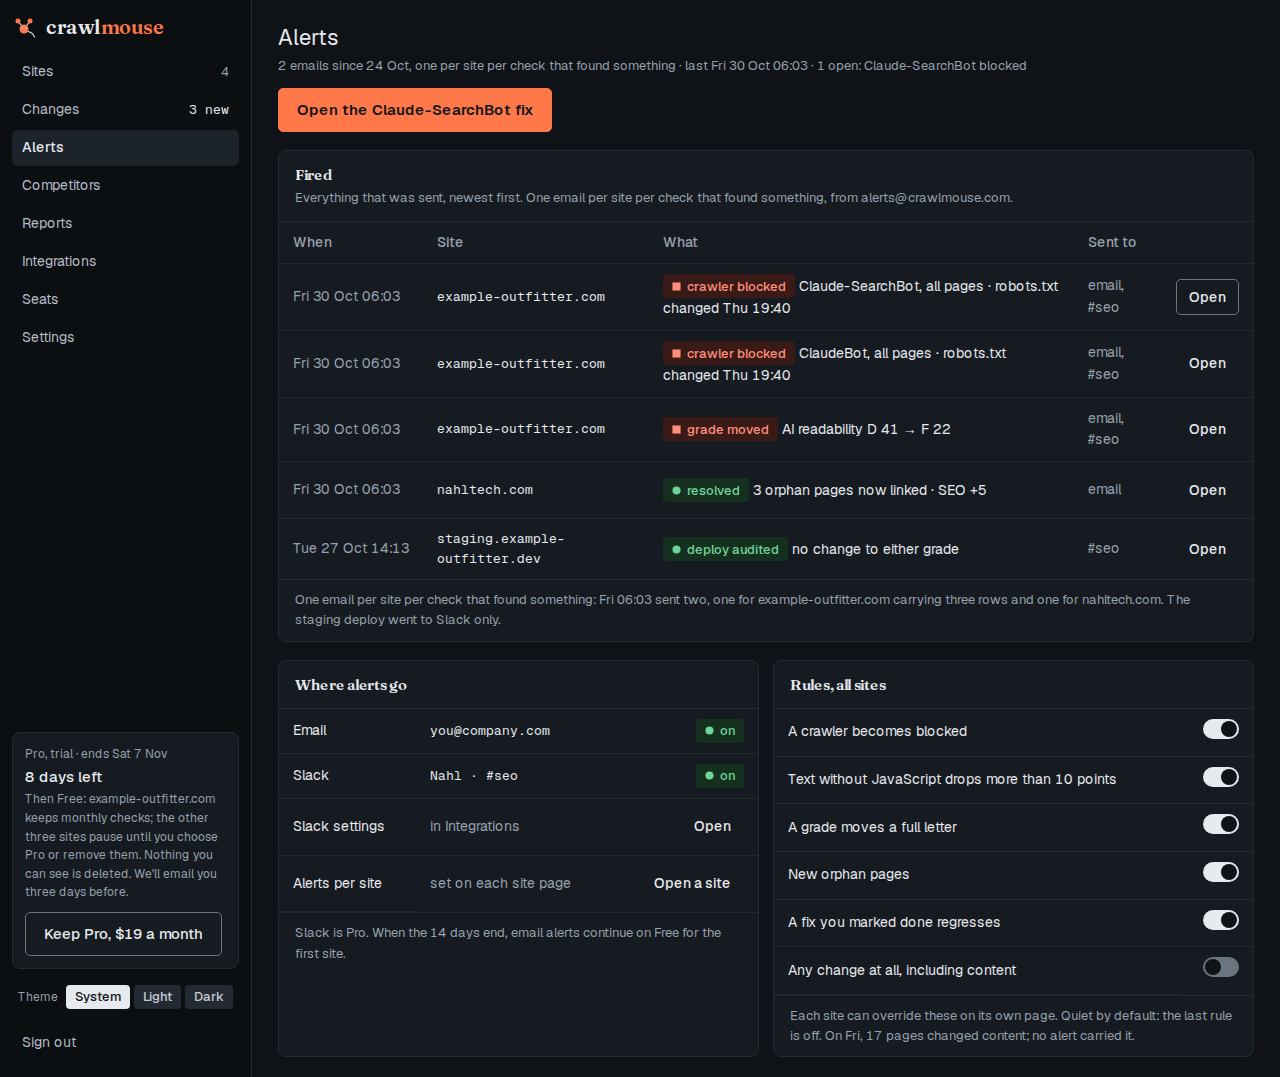 crawlmouse
Sites 4
Changes 3 new
Alerts
Competitors
Reports
Integrations
Seats
Settings
Pro, trial · ends Sat 7 Nov
8 days left
Then Free: example-outfitter.com
keeps monthly checks; the other
three sites pause until you choose
Pro or remove them. Nothing you
can see is deleted. We'll email you
three days before.
Keep Pro, $19 a month
Theme System Light Dark
Sign out
Alerts
2 emails since 24 Oct, one per site per check that found something · last Fri 30 Oct 06:03 · 1 open: Claude-SearchBot blocked
Open the Claude-SearchBot fix
Fired
Everything that was sent, newest first. One email per site per check that found something, from alerts@crawlmouse.com.
When Site What Sent to
Fri 30 Oct 06:03 example-outfitter.com crawler blocked Claude-SearchBot, all pages · robots.txt changed Thu 19:40 email, #seo Open
Fri 30 Oct 06:03 example-outfitter.com crawler blocked ClaudeBot, all pages · robots.txt changed Thu 19:40 email, #seo Open
Fri 30 Oct 06:03 example-outfitter.com grade moved AI readability D 41 → F 22 email, #seo Open
Fri 30 Oct 06:03 nahltech.com resolved 3 orphan pages now linked · SEO +5 email Open
Tue 27 Oct 14:13 staging.example-outfitter.dev deploy audited no change to either grade #seo Open
One email per site per check that found something: Fri 06:03 sent two, one for example-outfitter.com carrying three rows and one for nahltech.com. The
staging deploy went to Slack only.
Where alerts go
Email you@company.com on
Slack Nahl · #seo on
Slack settings in Integrations Open
Alerts per site set on each site page Open a site
Slack is Pro. When the 14 days end, email alerts continue on Free for the
first site.
Rules, all sites
A crawler becomes blocked
Text without JavaScript drops more than 10 points
A grade moves a full letter
New orphan pages
A fix you marked done regresses
Any change at all, including content
Each site can override these on its own page. Quiet by default: the last rule
is off. On Fri, 17 pages changed content; no alert carried it.